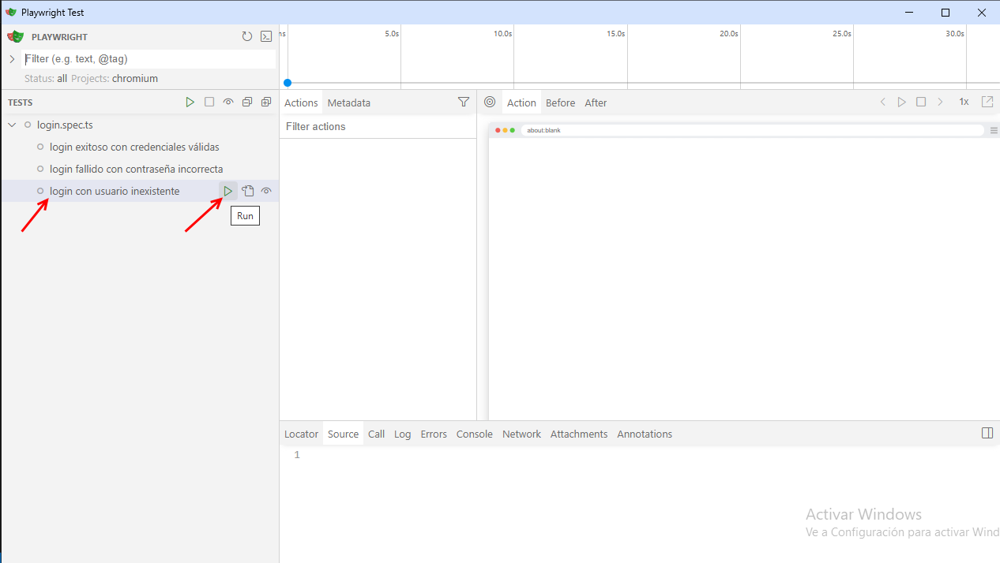 Playwright Test
PLAYWRIGHT
Filter (e.g. text, @tag)
Status: all Projects: chromium
5.0s 10.0s 15.0s 20.0s 25.0s 30.0s
TESTS
login.spec.ts
login exitoso con credenciales válidas
login fallido con contraseña incorrecta
login con usuario inexistente
Run
Actions Metadata
Filter actions
Action Before After
1x
about:blank
Locator Source Call Log Errors Console Network Attachments Annotations
1
Activar Windows
Ve a Configuración para activar Wind